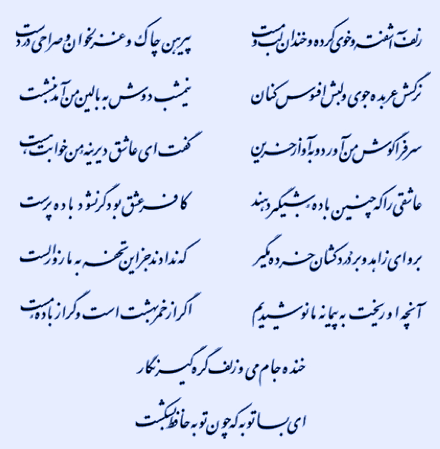 زلف آشفته و خوی کرده و خندان لب و مست پیرهن چاک و غزلخوان و صراحی در دست
نرگسش عربده جوی و لبش افسوس کنان نیمشب دوش به بالین من آمد بنشست
سر فرا گوش من آورد و به آواز حزین گفت ای عاشق دیرینه من خوابت هست
عاشقی را که چنین باده شبگیر دهند کافر عشق بود گر نشود باده پرست
برو ای زاهد و بر دردکشان خرده مگیر که ندادند جز این تحفه به ما روز الست
آنچه او ریخت به پیمانه ما نوشیدیم اگر از خمر بهشت است وگر از باده مست
خنده جام می و زلف گره گیر نگار
ای بسا توبه که چون توبه حافظ بشکست